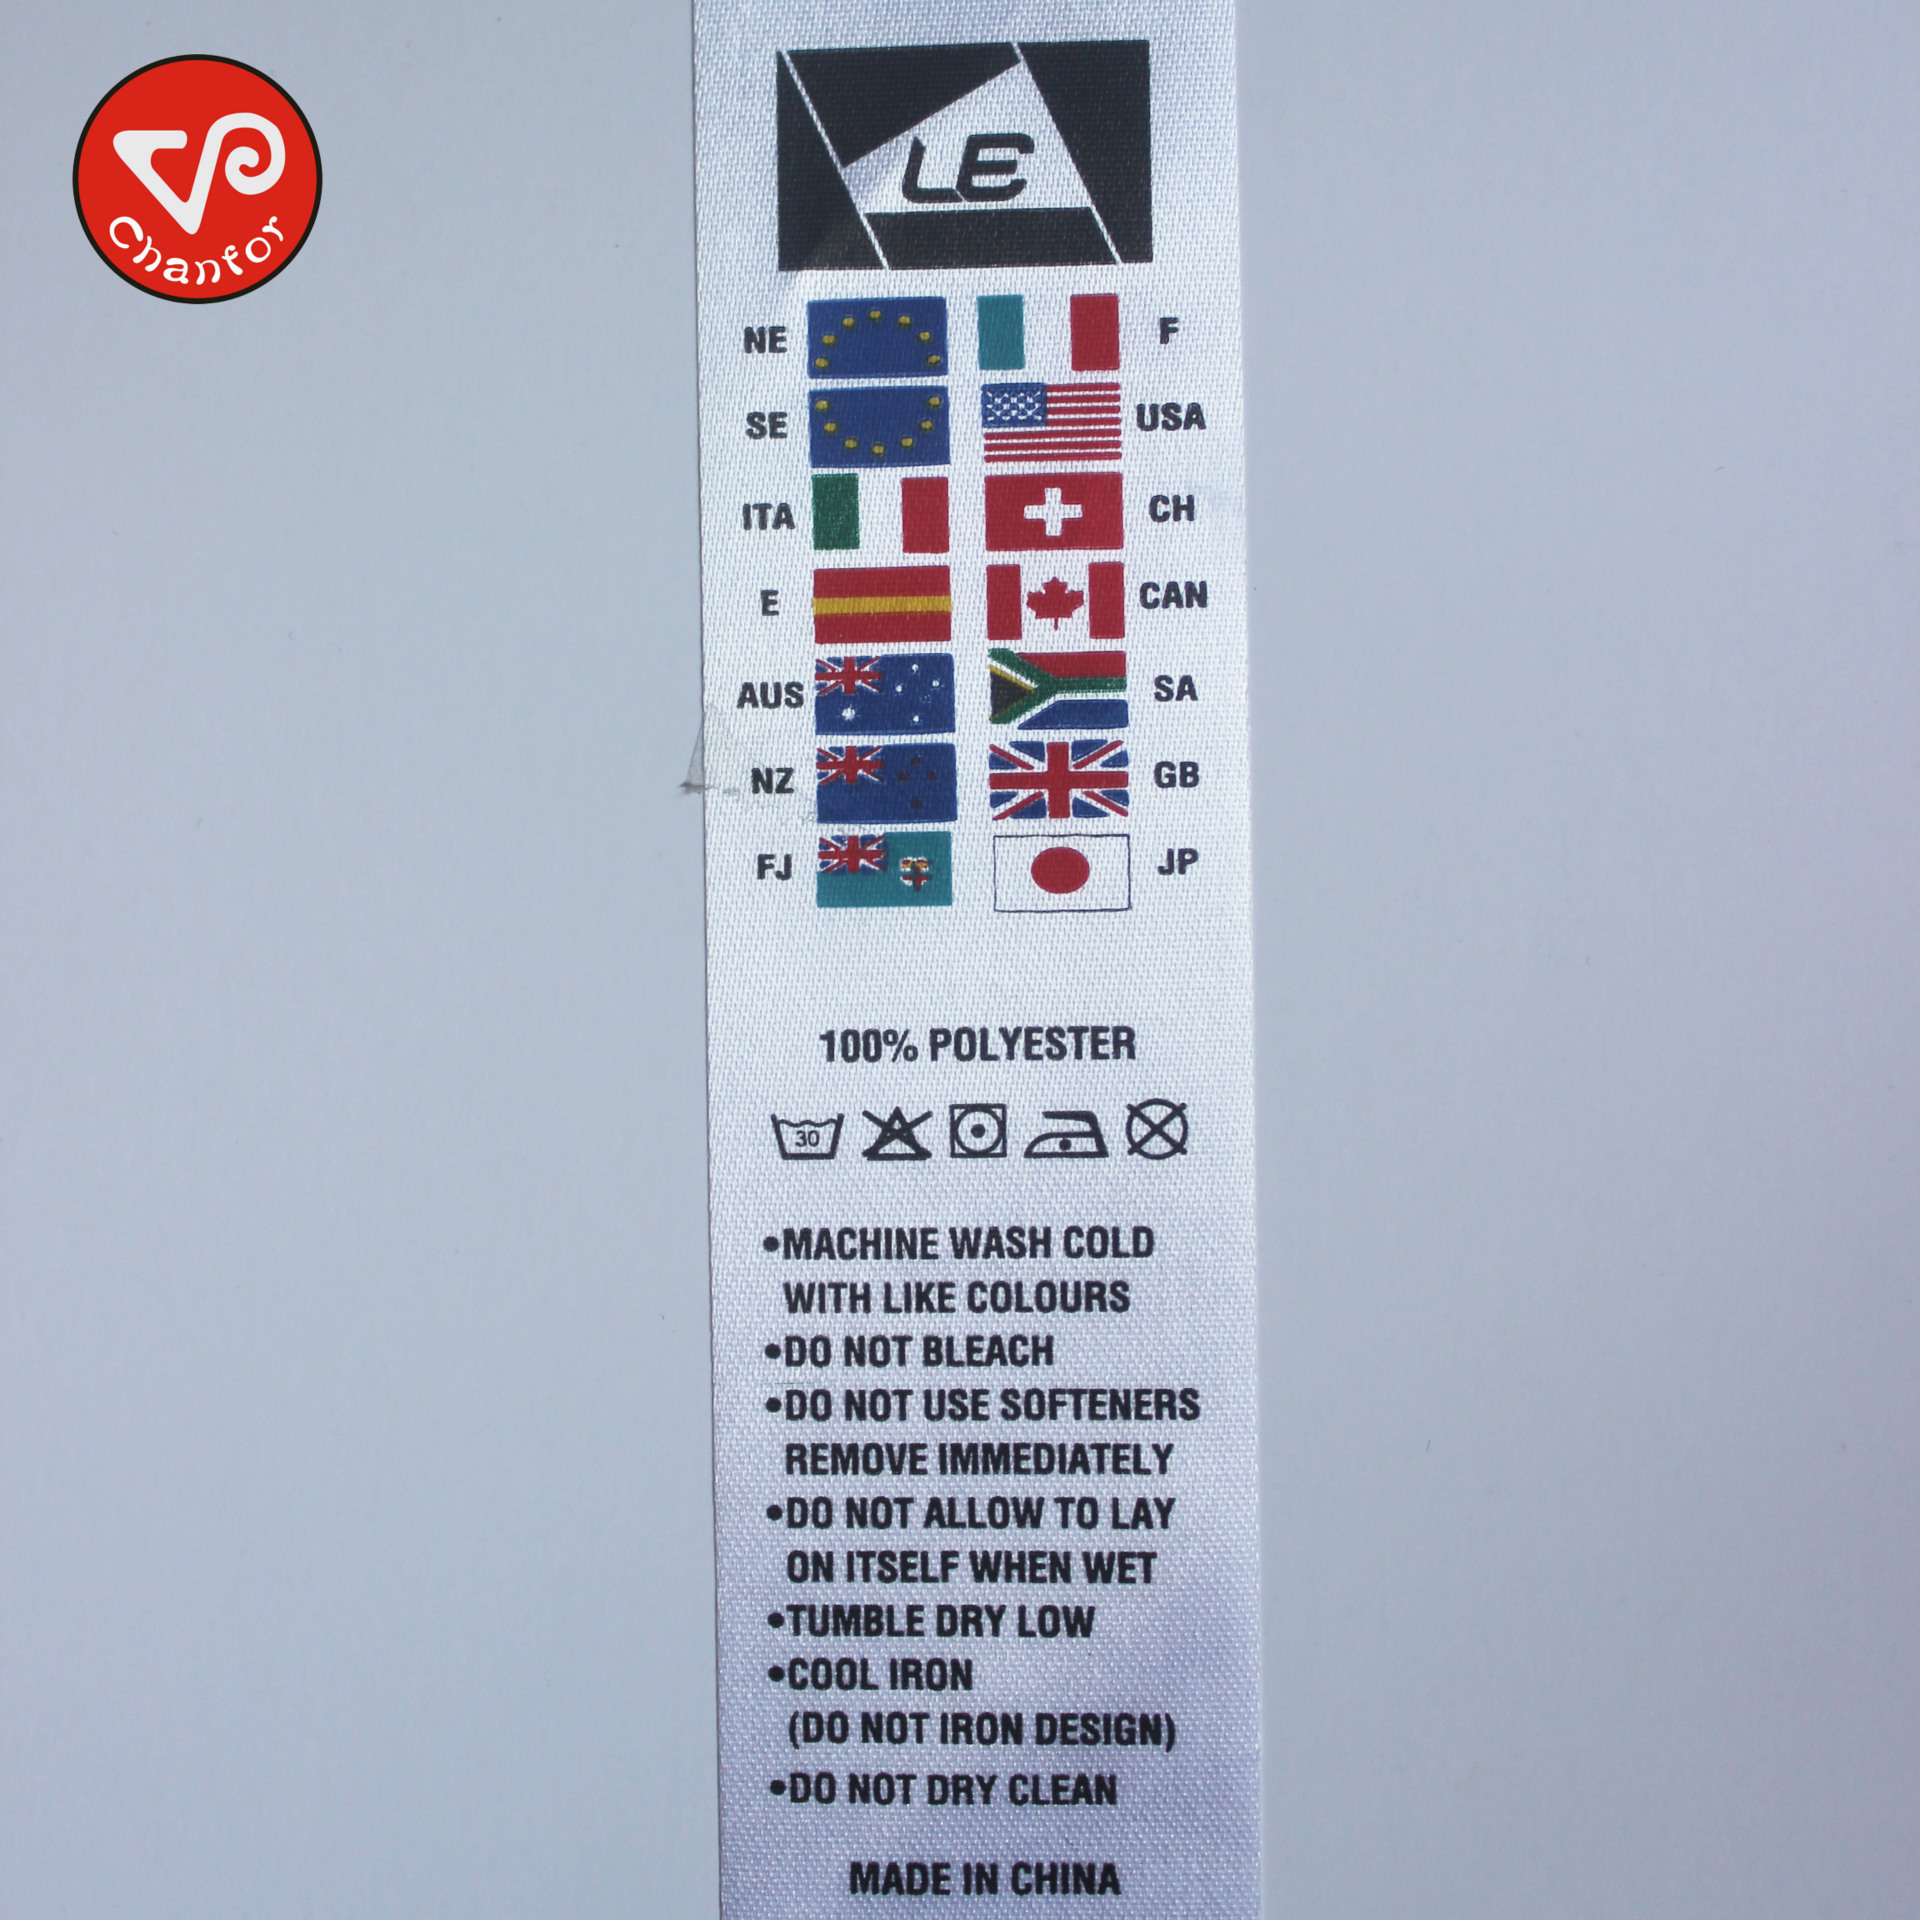 Chanfor
LE
NE F
SE USA
ITA CH
E CAN
AUS SA
NZ GB
FJ JP
100% POLYESTER
30
•MACHINE WASH COLD
WITH LIKE COLOURS
•DO NOT BLEACH
•DO NOT USE SOFTENERS
REMOVE IMMEDIATELY
•DO NOT ALLOW TO LAY
ON ITSELF WHEN WET
•TUMBLE DRY LOW
•COOL IRON
(DO NOT IRON DESIGN)
•DO NOT DRY CLEAN
MADE IN CHINA